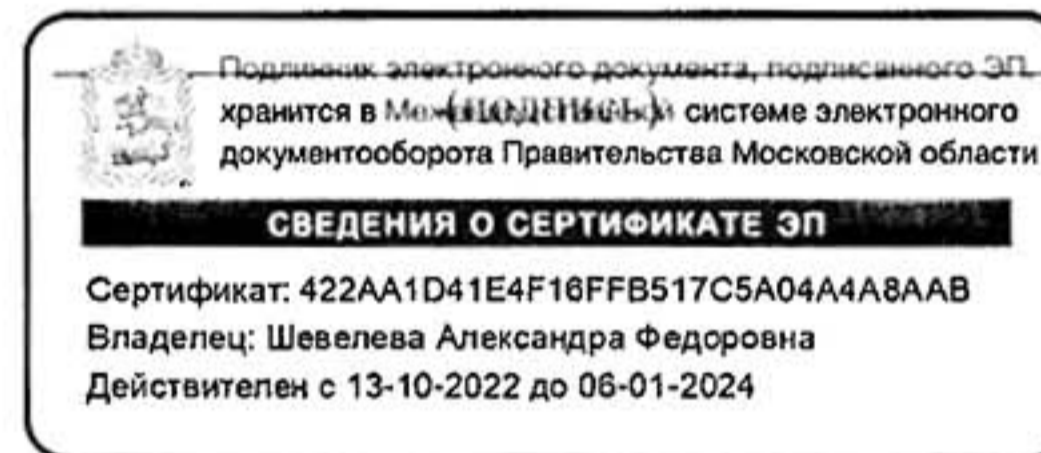 Подлинник электронного документа, подписанного ЭП,
хранится в (подпись) системе электронного
документооборота Правительства Московской области
СВЕДЕНИЯ О СЕРТИФИКАТЕ ЭП
Сертификат: 422AA1D41E4F16FFB517C5A04A4A8AAB
Владелец: Шевелева Александра Федоровна
Действителен с 13-10-2022 до 06-01-2024